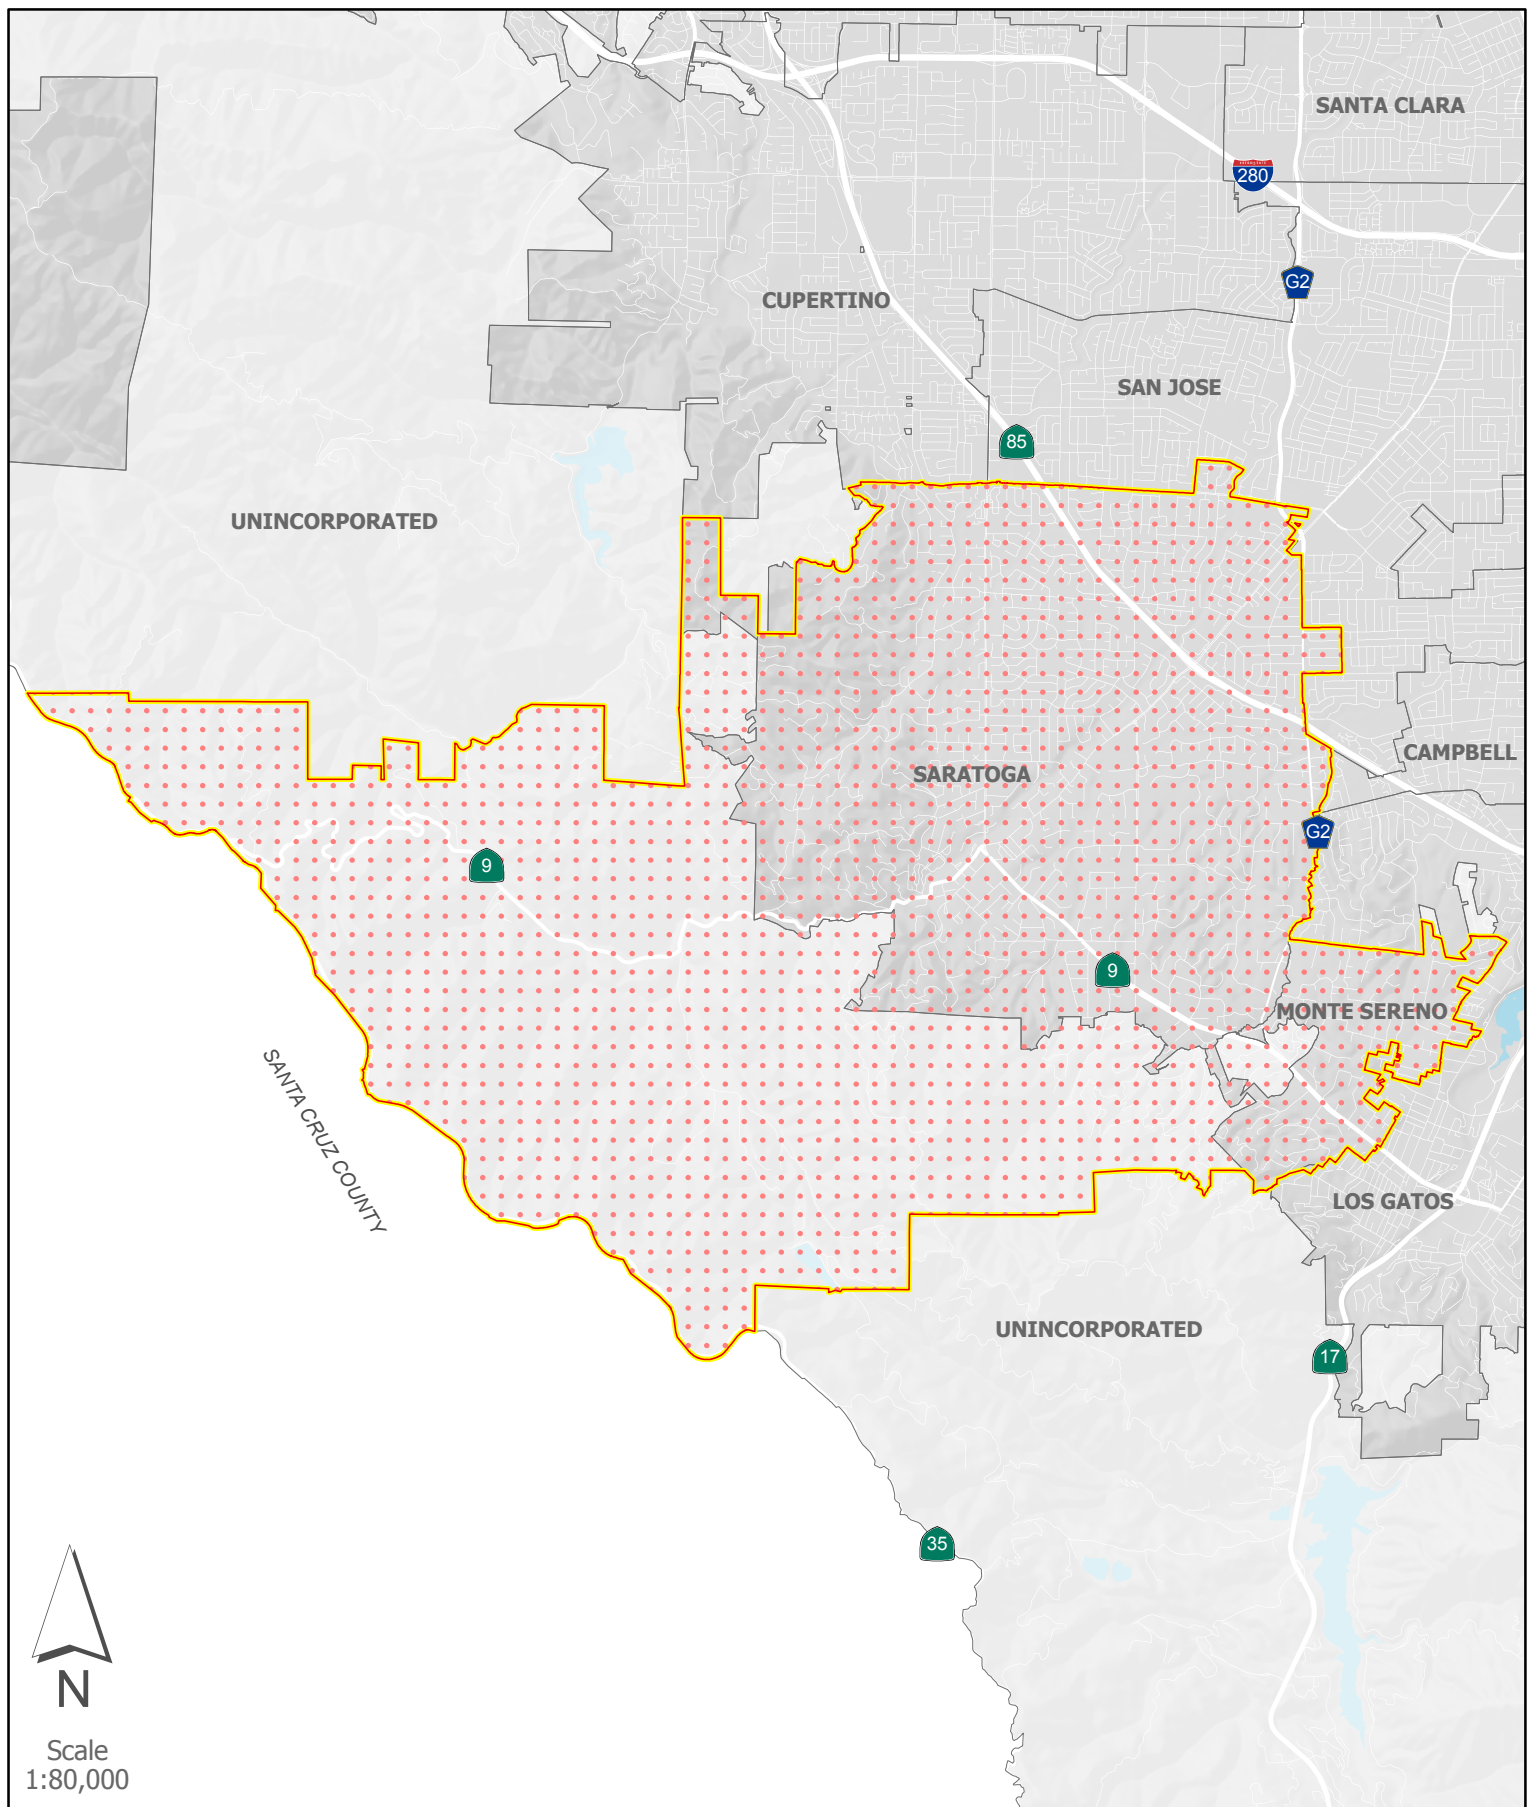 SANTA CLARA
280
G2
CUPERTINO
SAN JOSE
85
UNINCORPORATED
CAMPBELL
SARATOGA
G2
9
9
MONTE SERENO
SANTA CRUZ COUNTY
LOS GATOS
UNINCORPORATED
17
35
N
Scale
1:80,000